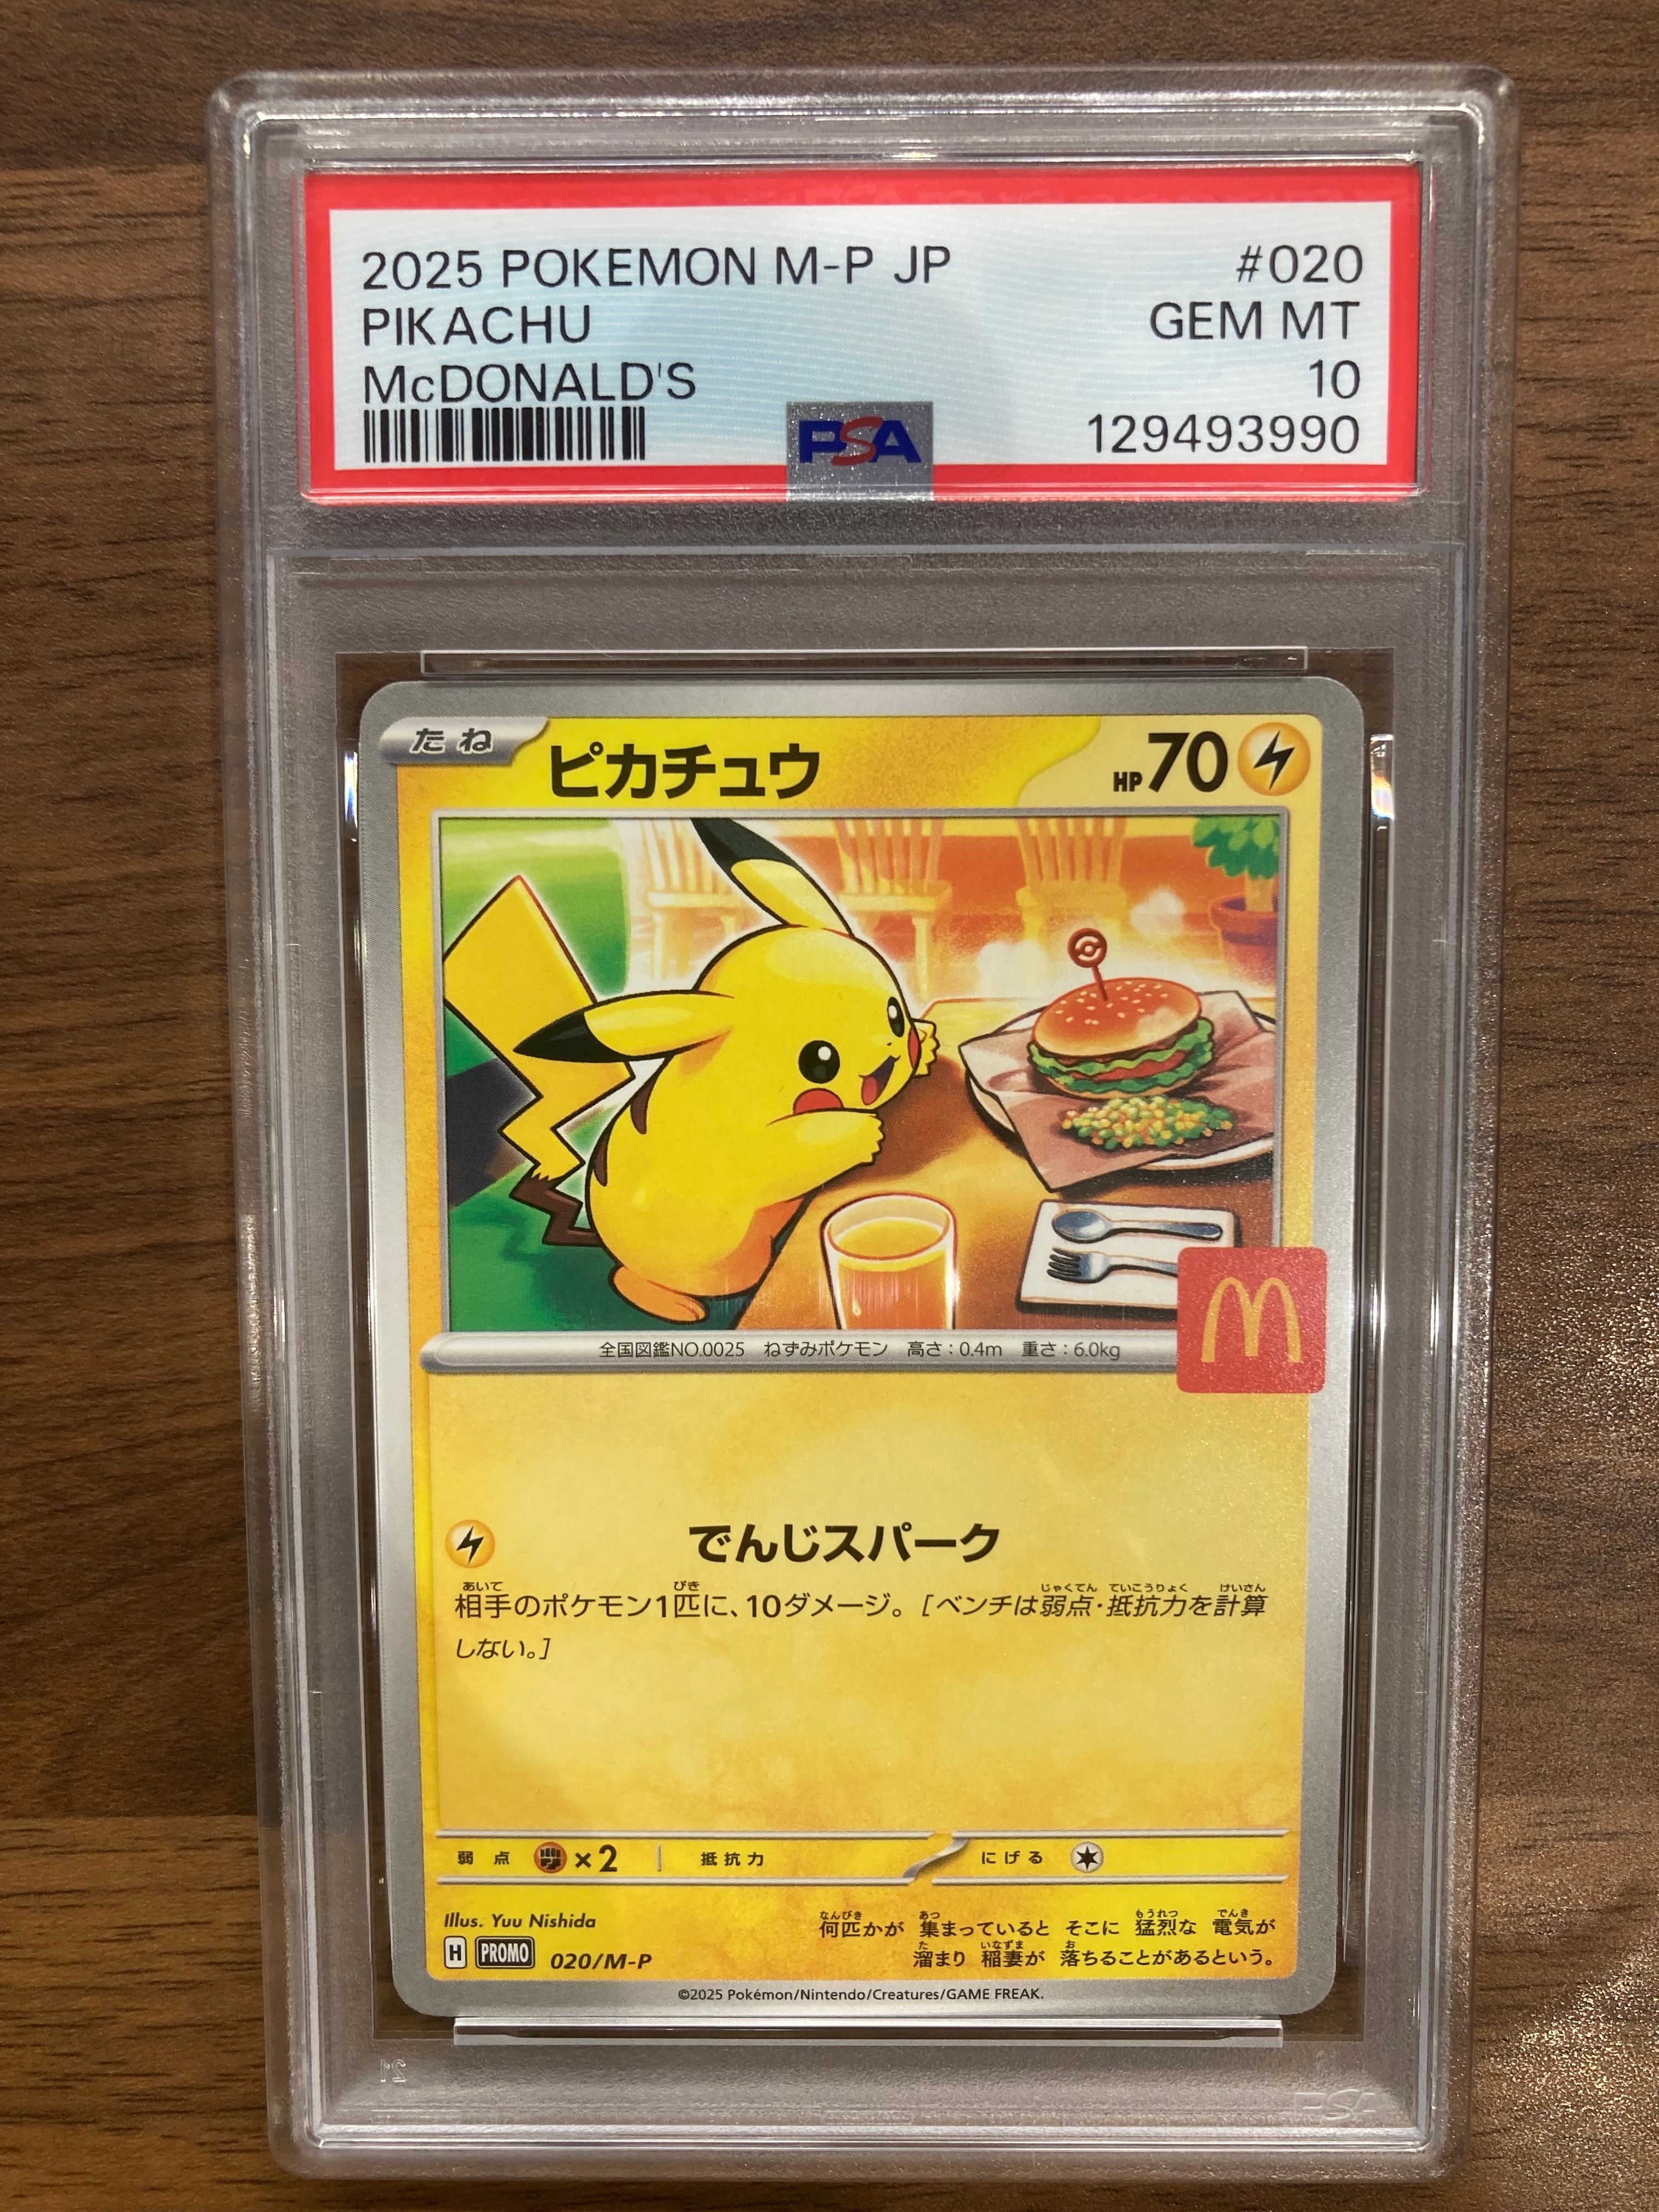 2025 POKEMON M-P JP #020
PIKACHU GEM MT
McDONALD'S 10
PSA 129493990
たね ピカチュウ HP70
全国図鑑NO.0025 ねずみポケモン 高さ:0.4m 重さ:6.0kg
M
でんじスパーク
あいて びき じゃくてん ていこうりょく けいさん
相手のポケモン1匹に、10ダメージ。[ベンチは弱点・抵抗力を計算
しない。]
弱点 ×2 抵抗力 にげる
Illus. Yuu Nishida
H PROMO 020/M-P
なんびき あつ もうれつ でんき
何匹かが 集まっていると そこに 猛烈な 電気が
た いなずま お
溜まり 稲妻が 落ちることがあるという。
©2025 Pokémon/Nintendo/Creatures/GAME FREAK.
PSA